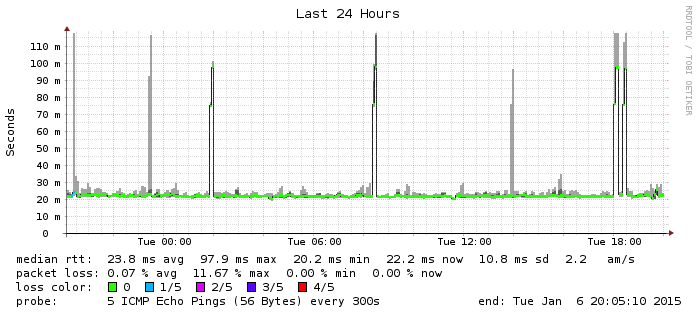 Last 24 Hours
RRDTOOL / TOBI OETIKER
Seconds
110 m
100 m
90 m
80 m
70 m
60 m
50 m
40 m
30 m
20 m
10 m
0
Tue 00:00 Tue 06:00 Tue 12:00 Tue 18:00
median rtt: 23.8 ms avg 97.9 ms max 20.2 ms min 22.2 ms now 10.8 ms sd 2.2 am/s
packet loss: 0.07 % avg 11.67 % max 0.00 % min 0.00 % now
loss color: 0 1/5 2/5 3/5 4/5
probe: 5 ICMP Echo Pings (56 Bytes) every 300s end: Tue Jan 6 20:05:10 2015